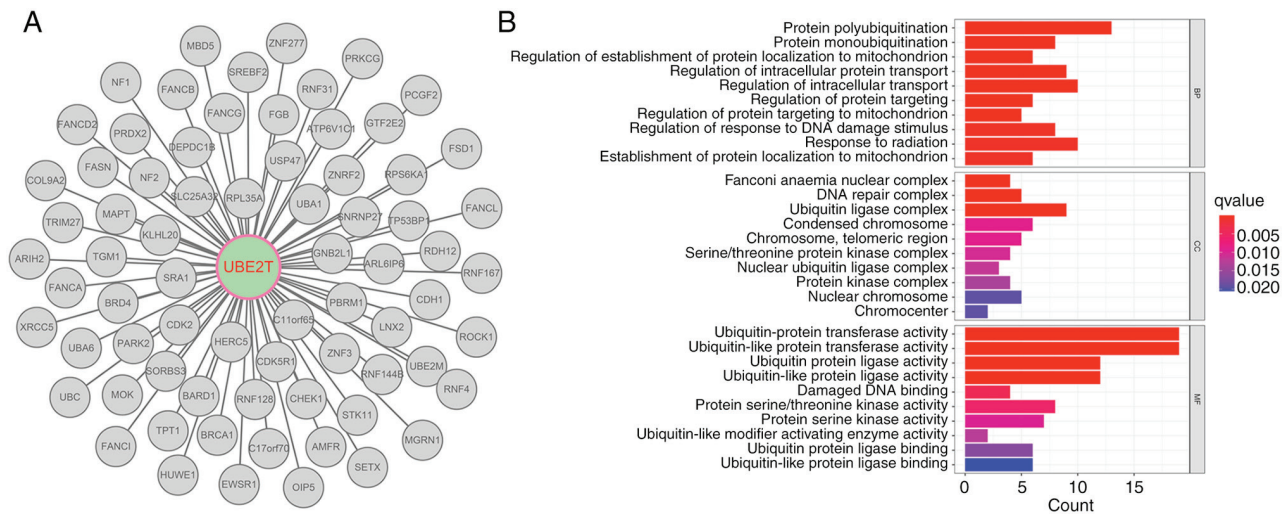 A
MBD5
ZNF277
PRKCG
NF1
FANCB
SREBF2
RNF31
PCGF2
FANCD2
PRDX2
FANCG
FGB
ATP6V1C1
GTF2E2
DEPDC1B
USP47
FSD1
FASN
NF2
ZNRF2
RPS6KA1
COL9A2
SLC25A32
RPL35A
UBA1
TRIM27
MAPT
SNRNP27
TP53BP1
FANCL
KLHL20
ARIH2
TGM1
UBE2T
GNB2L1
ARL6IP6
RDH12
RNF167
FANCA
SRA1
BRD4
PBRM1
CDH1
XRCC5
CDK2
C11orf65
LNX2
ROCK1
UBA6
PARK2
HERC5
CDK5R1
ZNF3
UBE2M
SORBS3
RNF144B
RNF4
UBC
MOK
BARD1
RNF128
CHEK1
STK11
TPT1
BRCA1
C17orf70
AMFR
MGRN1
FANCI
HUWE1
EWSR1
OIP5
SETX
B
Protein polyubiquitination
Protein monoubiquitination
Regulation of establishment of protein localization to mitochondrion
Regulation of intracellular protein transport
Regulation of intracellular transport
Regulation of protein targeting
Regulation of protein targeting to mitochondrion
Regulation of response to DNA damage stimulus
Response to radiation
Establishment of protein localization to mitochondrion
BP
Fanconi anaemia nuclear complex
DNA repair complex
Ubiquitin ligase complex
Condensed chromosome
Chromosome, telomeric region
Serine/threonine protein kinase complex
Nuclear ubiquitin ligase complex
Protein kinase complex
Nuclear chromosome
Chromocenter
CC
Ubiquitin-protein transferase activity
Ubiquitin-like protein transferase activity
Ubiquitin protein ligase activity
Ubiquitin-like protein ligase activity
Damaged DNA binding
Protein serine/threonine kinase activity
Protein serine kinase activity
Ubiquitin-like modifier activating enzyme activity
Ubiquitin protein ligase binding
Ubiquitin-like protein ligase binding
MF
0 5 10 15
Count
qvalue
0.005
0.010
0.015
0.020